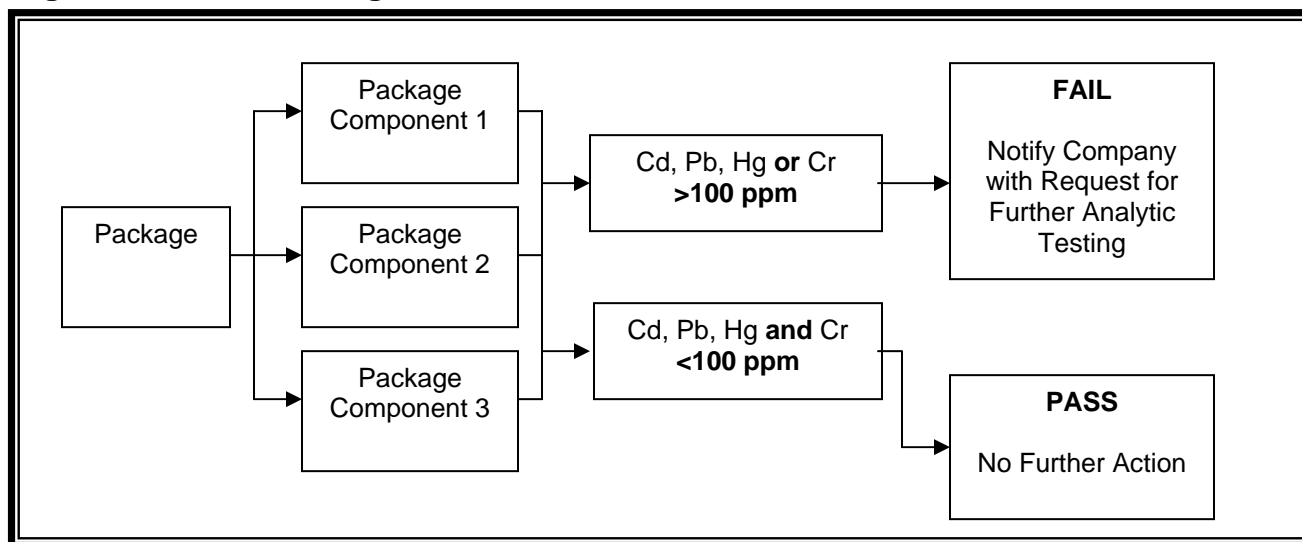 Package
Package
Component 1
Package
Component 2
Package
Component 3
Cd, Pb, Hg or Cr
>100 ppm
Cd, Pb, Hg and Cr
<100 ppm
FAIL
Notify Company
with Request for
Further Analytic
Testing
PASS
No Further Action